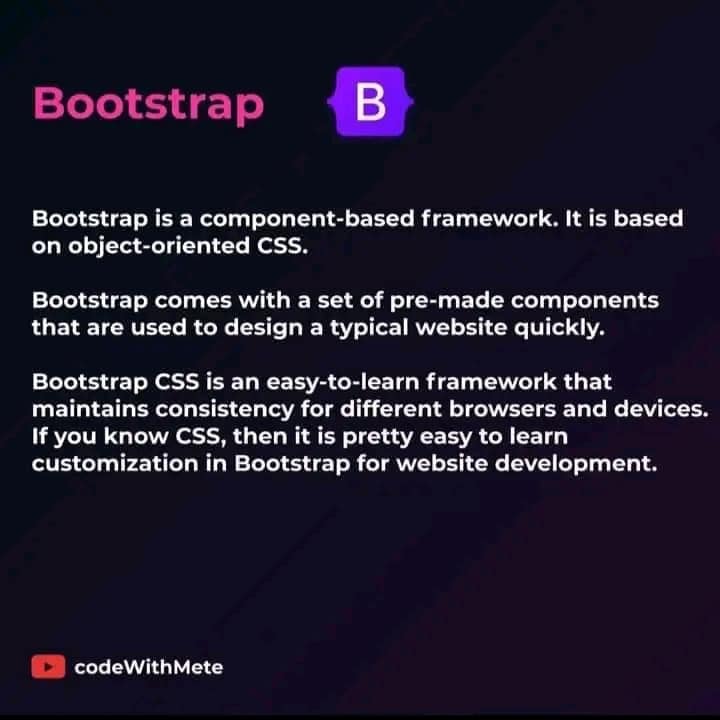 Bootstrap
B
Bootstrap is a component-based framework. It is based
on object-oriented CSS.
Bootstrap comes with a set of pre-made components
that are used to design a typical website quickly.
Bootstrap CSS is an easy-to-learn framework that
maintains consistency for different browsers and devices.
If you know CSS, then it is pretty easy to learn
customization in Bootstrap for website development.
codeWithMete